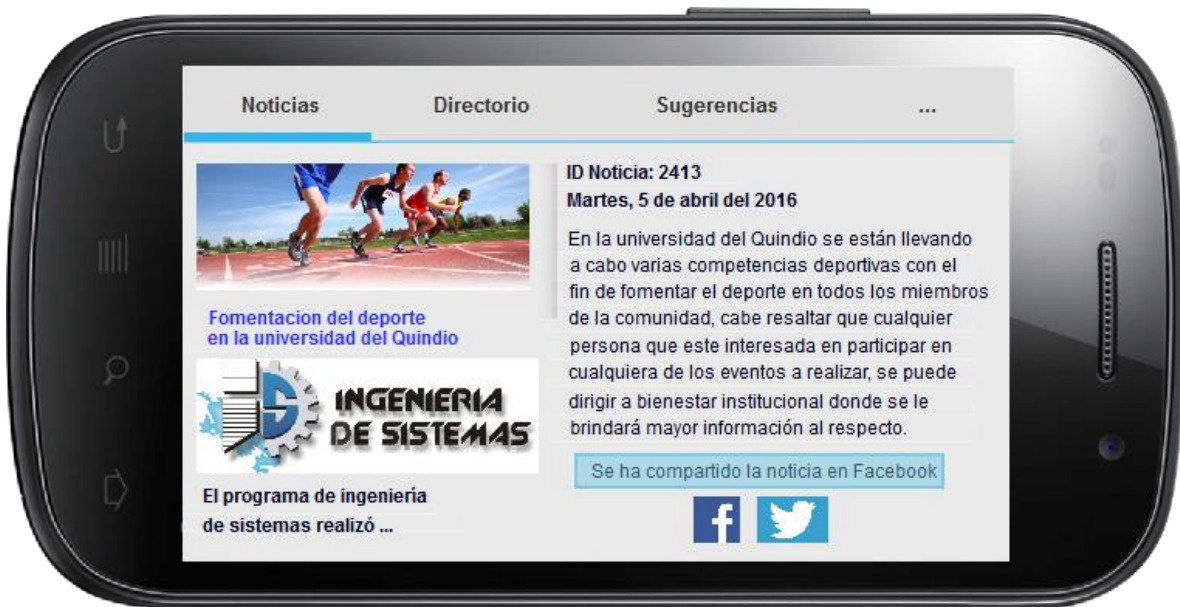 Noticias
Directorio
Sugerencias
...
Fomentacion del deporte
en la universidad del Quindio
INGENIERIA
DE SISTEMAS
El programa de ingeniería
de sistemas realizó ...
ID Noticia: 2413
Martes, 5 de abril del 2016
En la universidad del Quindio se están llevando
a cabo varias competencias deportivas con el
fin de fomentar el deporte en todos los miembros
de la comunidad, cabe resaltar que cualquier
persona que este interesada en participar en
cualquiera de los eventos a realizar, se puede
dirigir a bienestar institucional donde se le
brindará mayor información al respecto.
Se ha compartido la noticia en Facebook
f